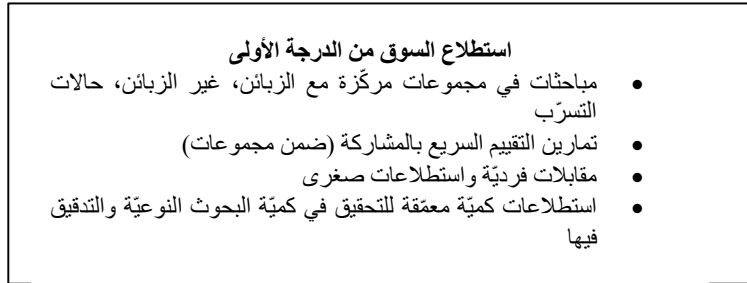 استطلاع السوق من الدرجة الأولى
• مباحثات في مجموعات مركّزة مع الزبائن، غير الزبائن، حالات
التسرّب
• تمارين التقييم السريع بالمشاركة (ضمن مجموعات)
• مقابلات فرديّة واستطلاعات صغرى
• استطلاعات كميّة معمّقة للتحقيق في كميّة البحوث النوعيّة والتدقيق
فيها